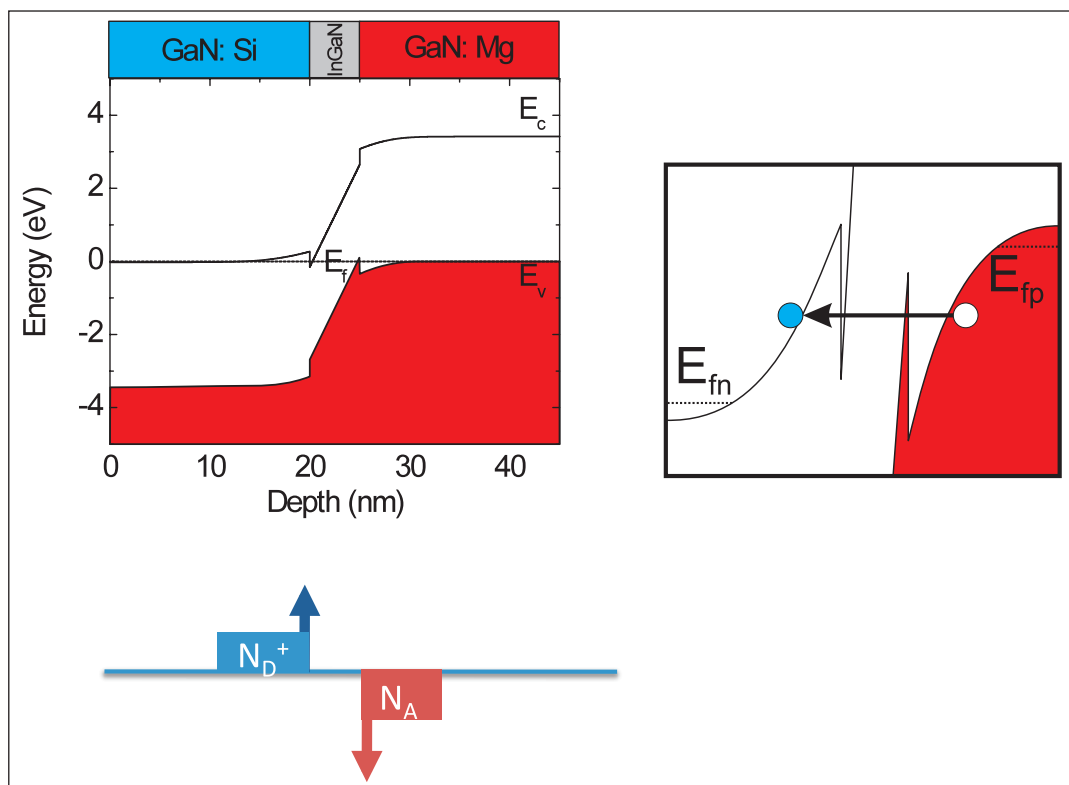 GaN: Si
InGaN
GaN: Mg
4
2
0
-2
-4
Energy (eV)
E_c
E_f
E_v
0
10
20
30
40
Depth (nm)
E_fn
E_fp
N_D^+
N_A